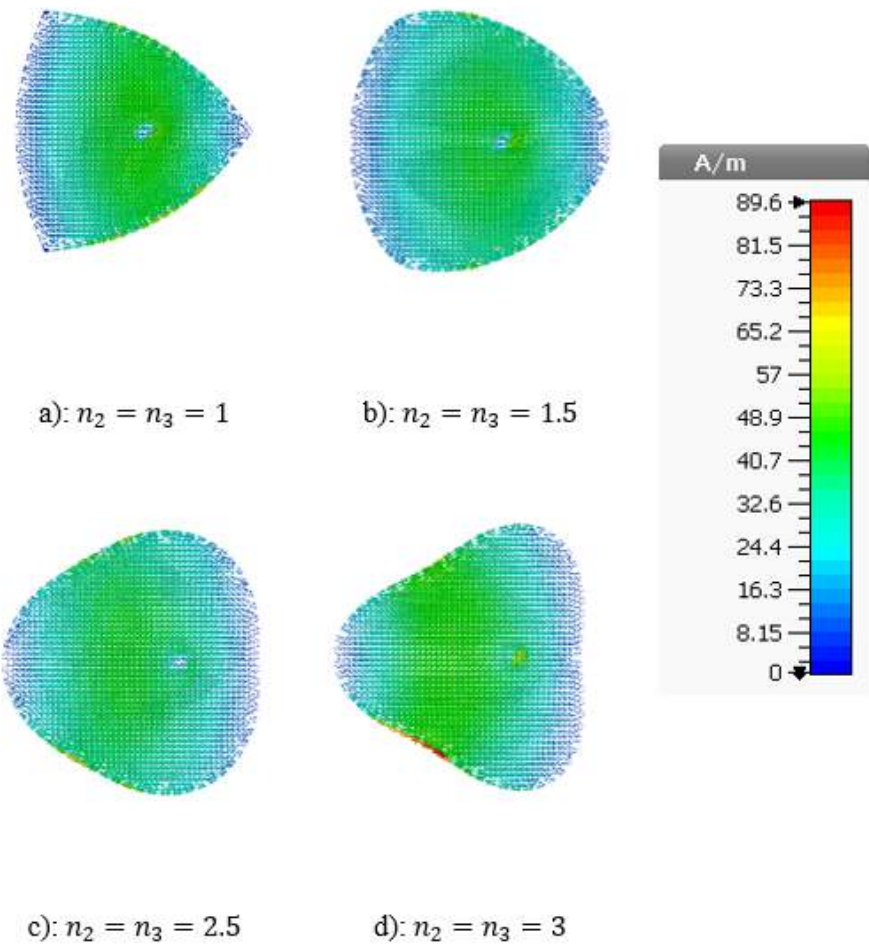 A/m
89.6
81.5
73.3
65.2
57
48.9
40.7
32.6
24.4
16.3
8.15
0
a): n₂ = n₃ = 1
b): n₂ = n₃ = 1.5
c): n₂ = n₃ = 2.5
d): n₂ = n₃ = 3